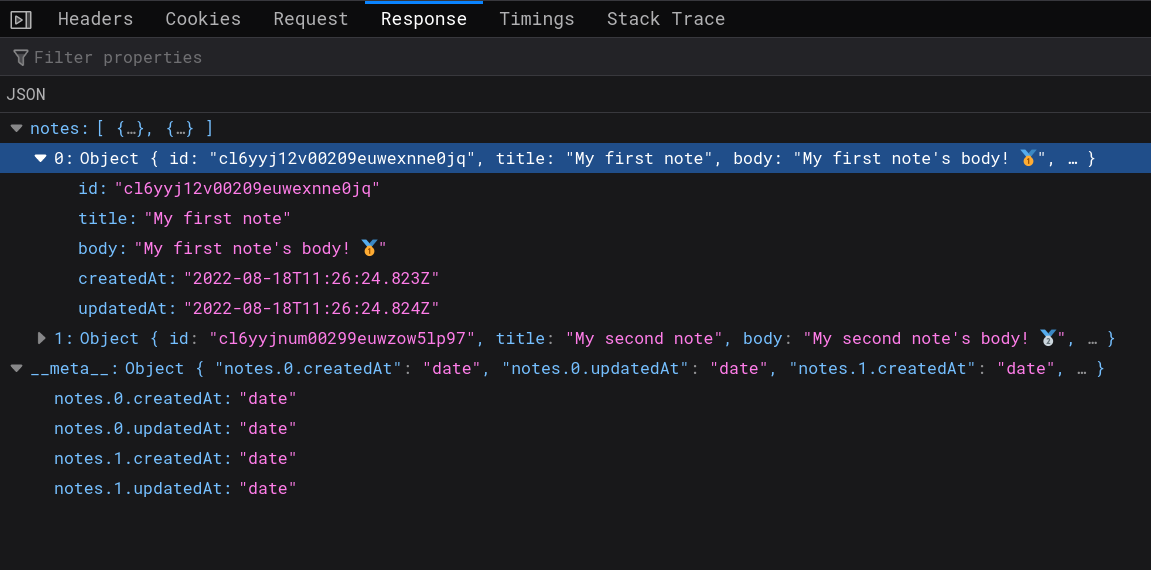 Headers Cookies Request Response Timings Stack Trace
Filter properties
JSON
notes: [ {…}, {…} ]
0: Object { id: "cl6yyj12v00209euwexnne0jq", title: "My first note", body: "My first note's body! 🥇", … }
id: "cl6yyj12v00209euwexnne0jq"
title: "My first note"
body: "My first note's body! 🥇"
createdAt: "2022-08-18T11:26:24.823Z"
updatedAt: "2022-08-18T11:26:24.824Z"
1: Object { id: "cl6yyjnum00299euwzow5lp97", title: "My second note", body: "My second note's body! 🥈", … }
__meta__: Object { "notes.0.createdAt": "date", "notes.0.updatedAt": "date", "notes.1.createdAt": "date", … }
notes.0.createdAt: "date"
notes.0.updatedAt: "date"
notes.1.createdAt: "date"
notes.1.updatedAt: "date"